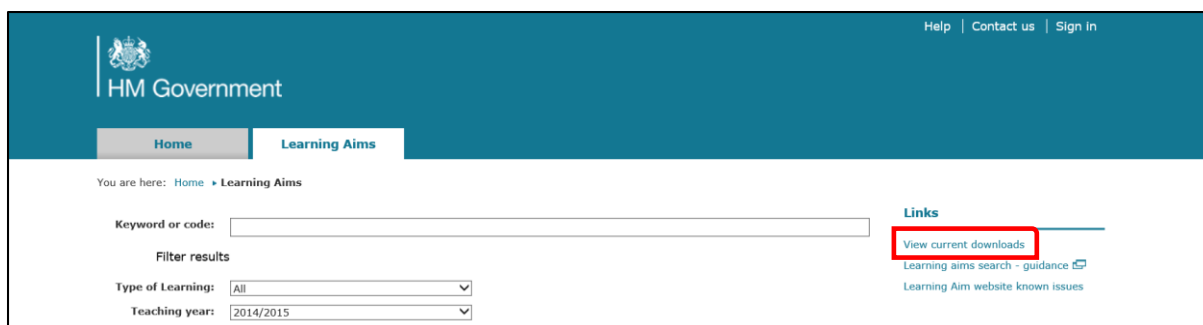 Help | Contact us | Sign in
HM Government
Home Learning Aims
You are here: Home ▸ Learning Aims
Keyword or code:
Filter results
Type of Learning: All
Teaching year: 2014/2015
Links
View current downloads
Learning aims search - guidance
Learning Aim website known issues